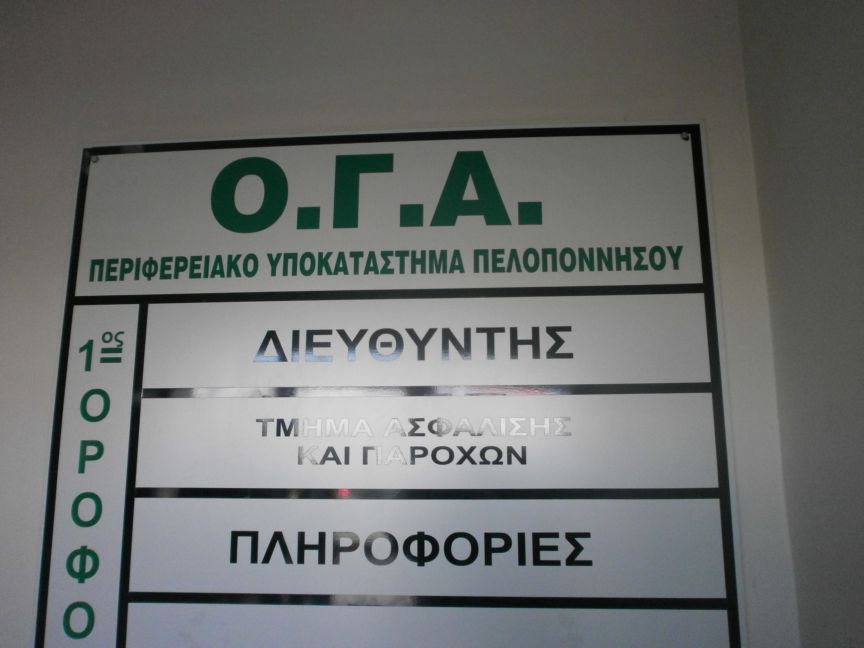 Ο.Γ.Α.
ΠΕΡΙΦΕΡΕΙΑΚΟ ΥΠΟΚΑΤΑΣΤΗΜΑ ΠΕΛΟΠΟΝΝΗΣΟΥ
1ος
ΟΡΟΦΟ
ΔΙΕΥΘΥΝΤΗΣ
ΤΜΗΜΑ ΑΣΦΑΛΙΣΗΣ
ΚΑΙ ΠΑΡΟΧΩΝ
ΠΛΗΡΟΦΟΡΙΕΣ